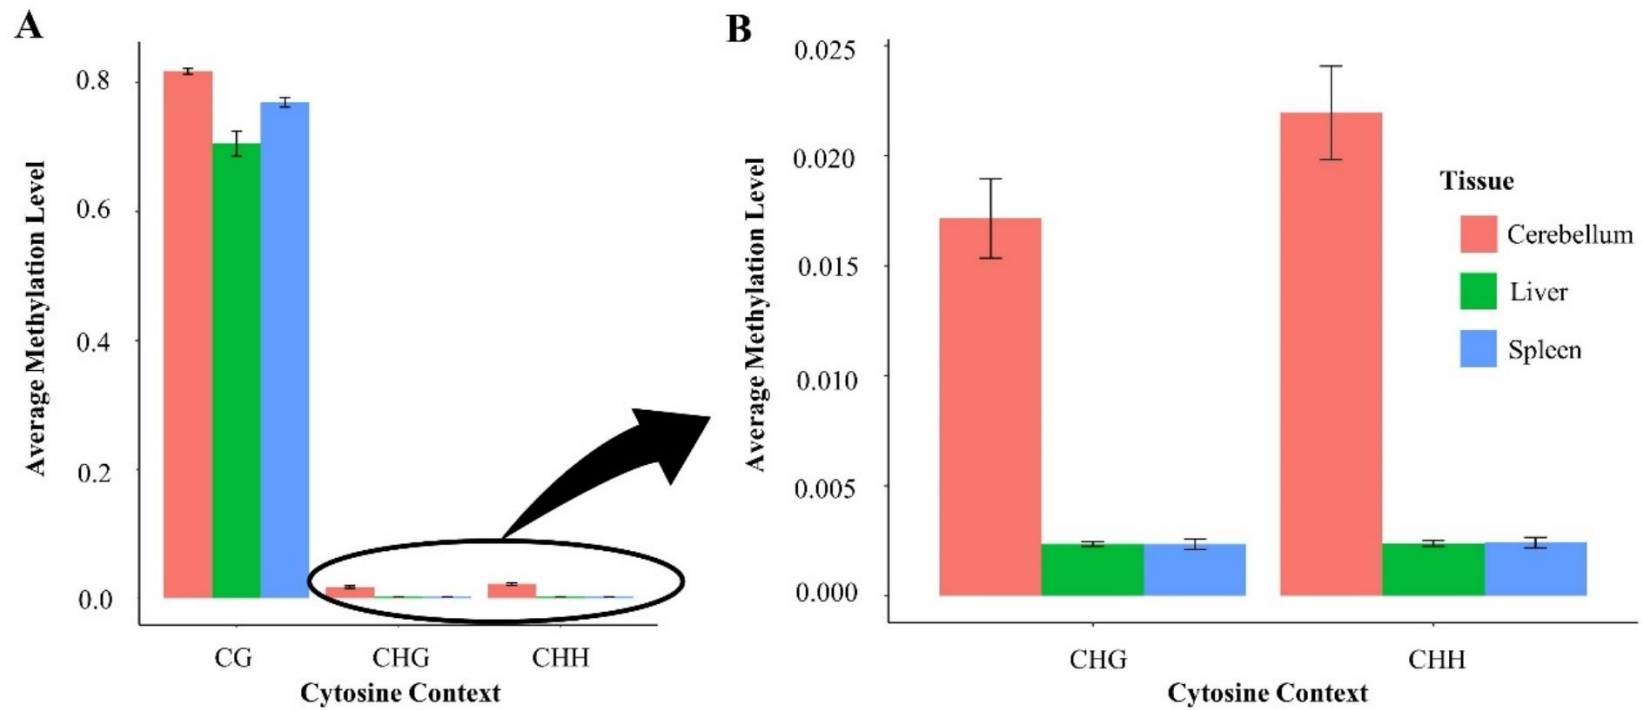 A
Average Methylation Level
0.8
0.6
0.4
0.2
0.0
CG
CHG
CHH
Cytosine Context
B
Average Methylation Level
0.025
0.020
0.015
0.010
0.005
0.000
CHG
CHH
Cytosine Context
Tissue
Cerebellum
Liver
Spleen